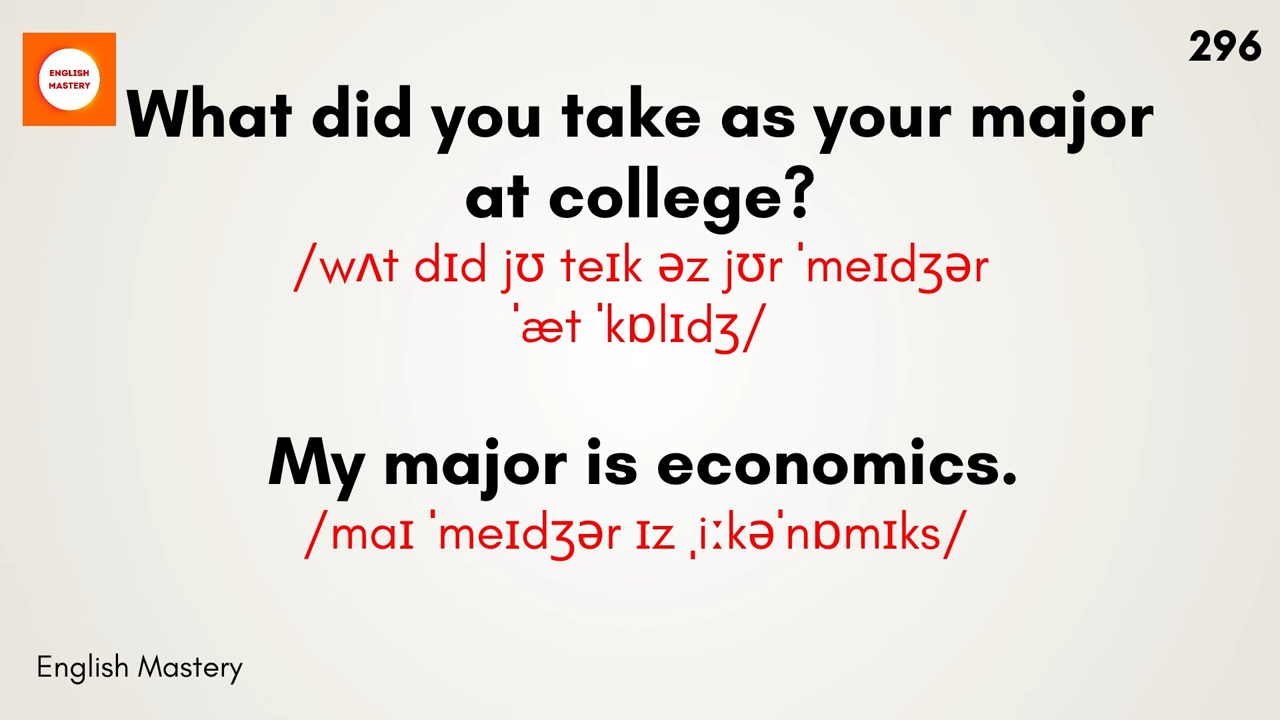 296
ENGLISH
MASTERY
What did you take as your major
at college?
/wʌt dɪd jʊ teɪk əz jʊr ˈmeɪdʒər
ˈæt ˈkɒlɪdʒ/
My major is economics.
/maɪ ˈmeɪdʒər ɪz ˌiːkəˈnɒmɪks/
English Mastery